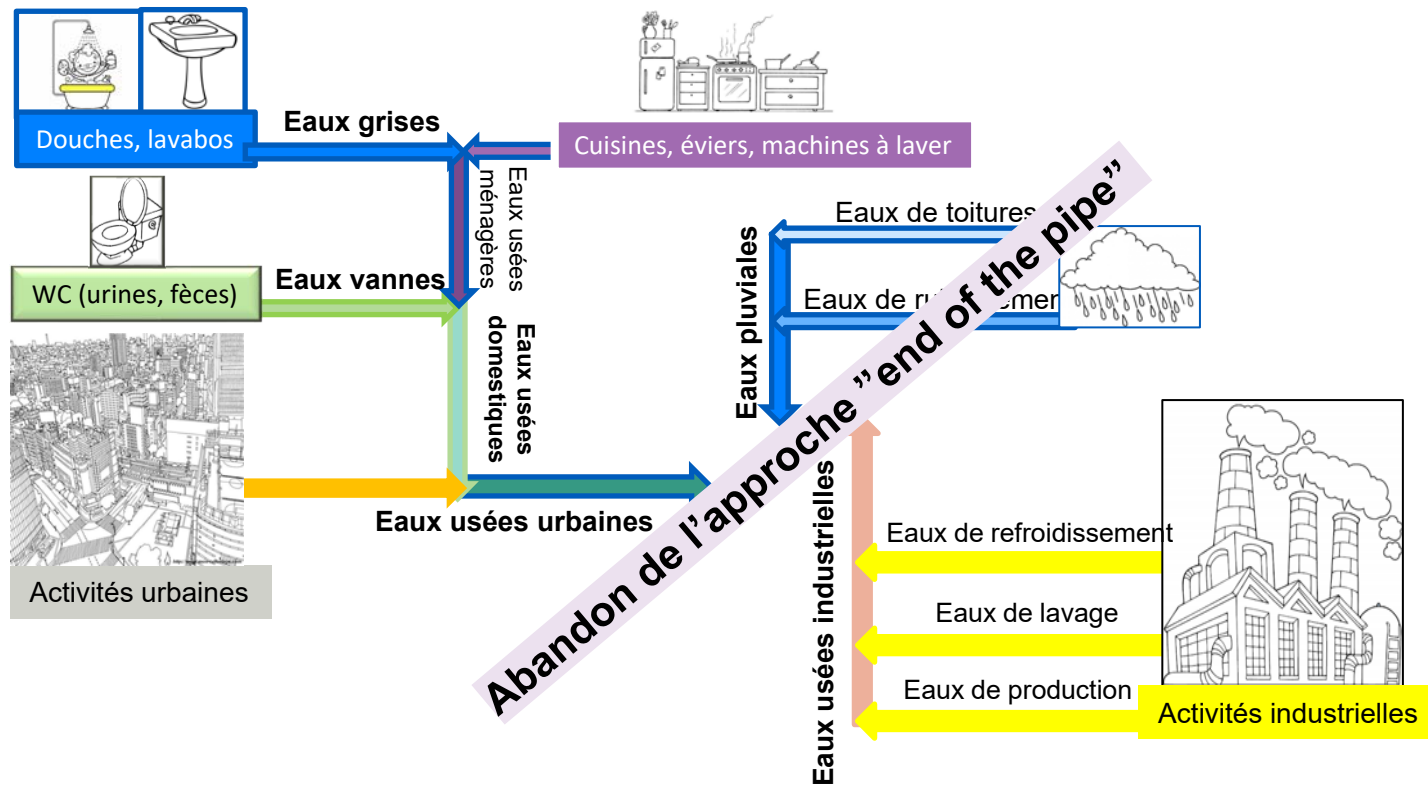 Douches, lavabos
Eaux grises
Cuisines, éviers, machines à laver
Eaux usées
ménagères
WC (urines, fèces)
Eaux vannes
Eaux usées
domestiques
Activités urbaines
Eaux usées urbaines
Abandon de l’approche ”end of the pipe”
Eaux de toitures
Eaux de
Eaux pluviales
Eaux usées industrielles
Eaux de refroidissement
Eaux de lavage
Eaux de production
Activités industrielles